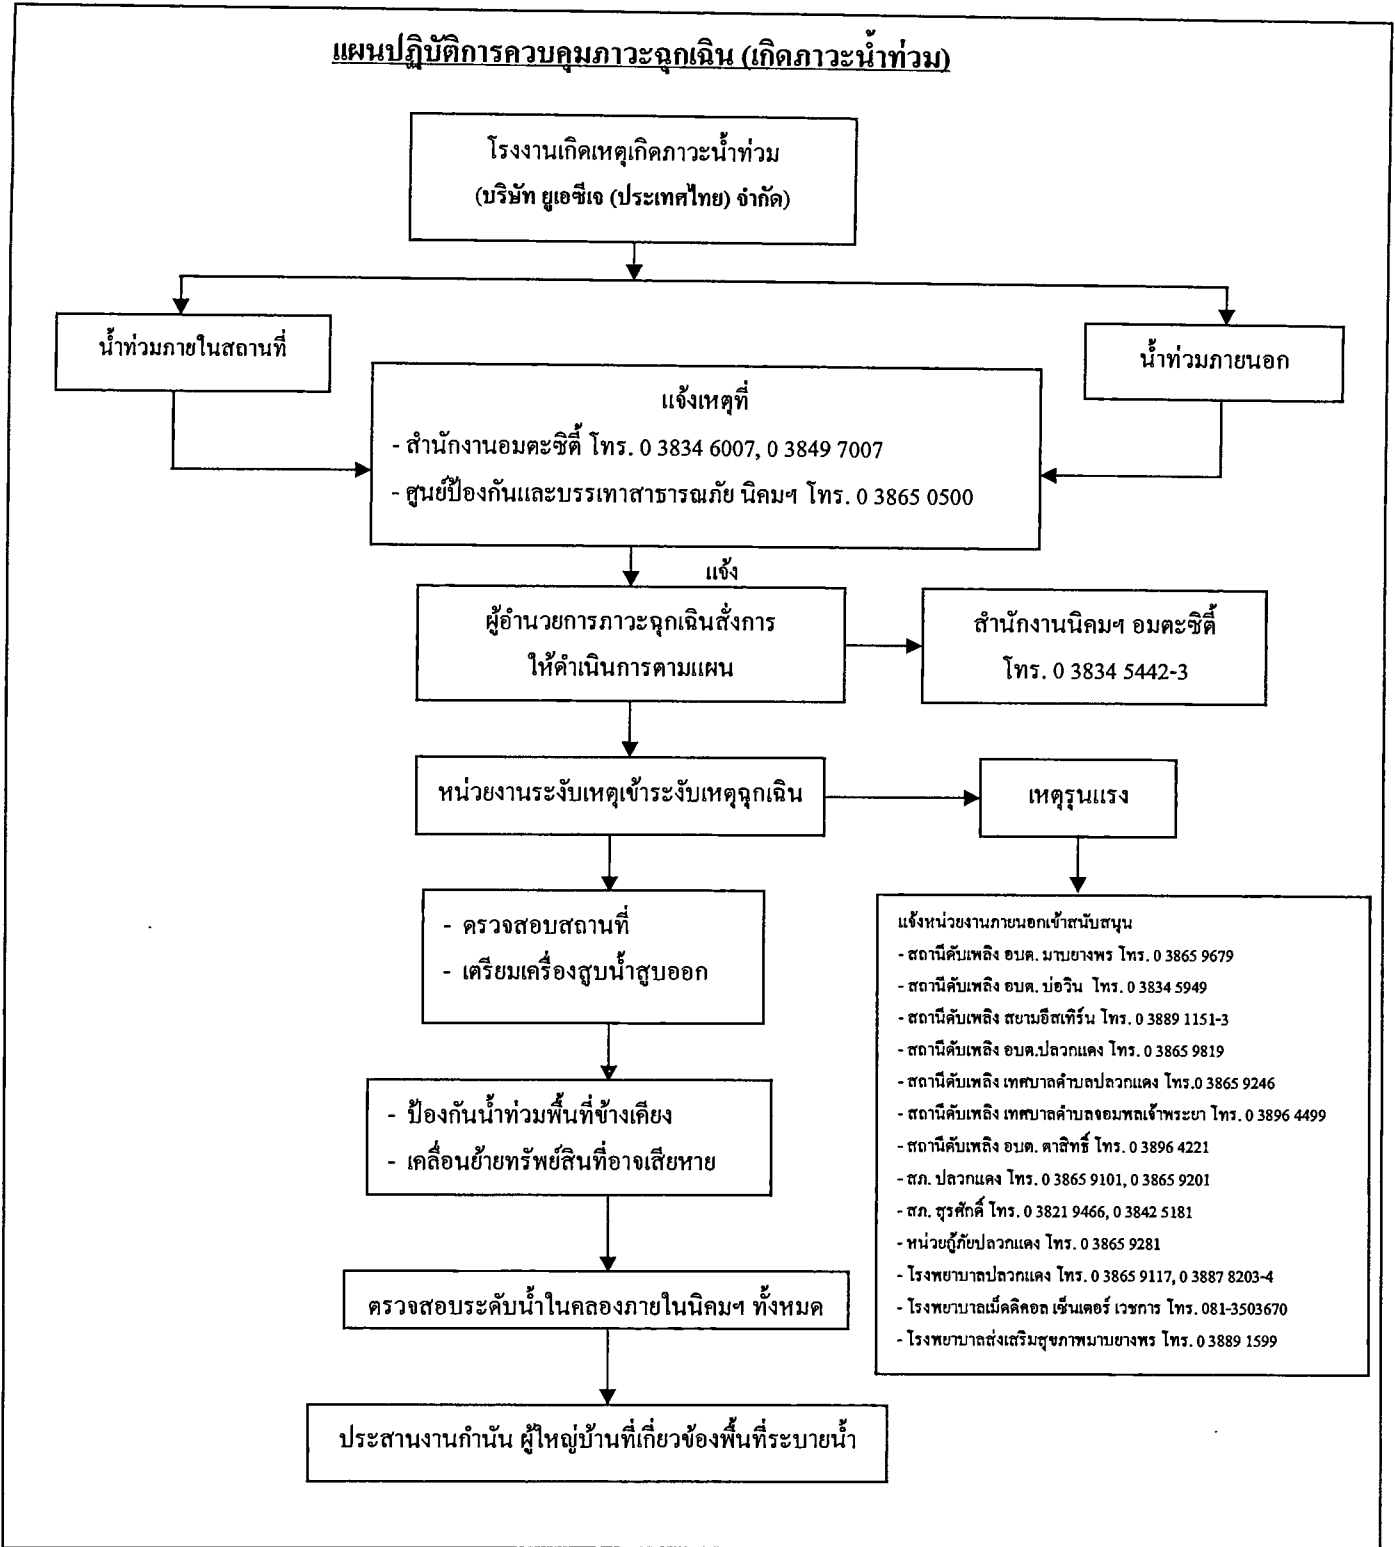 แผนปฏิบัติการควบคุมภาวะฉุกเฉิน (เกิดภาวะน้ำท่วม)
โรงงานเกิดเหตุเกิดภาวะน้ำท่วม
(บริษัท ยูเอซีเจ (ประเทศไทย) จำกัด)
น้ำท่วมภายในสถานที่
น้ำท่วมภายนอก
แจ้งเหตุที่
- สำนักงานอมตะซิตี้ โทร. 0 3834 6007, 0 3849 7007
- ศูนย์ป้องกันและบรรเทาสาธารณภัย นิคมฯ โทร. 0 3865 0500
แจ้ง
ผู้อำนวยการภาวะฉุกเฉินสั่งการ
ให้ดำเนินการตามแผน
สำนักงานนิคมฯ อมตะซิตี้
โทร. 0 3834 5442-3
หน่วยงานระงับเหตุเข้าระงับเหตุฉุกเฉิน
เหตุรุนแรง
- ตรวจสอบสถานที่
- เตรียมเครื่องสูบน้ำสูบออก
- ป้องกันน้ำท่วมพื้นที่ข้างเคียง
- เคลื่อนย้ายทรัพย์สินที่อาจเสียหาย
ตรวจสอบระดับน้ำในคลองภายในนิคมฯ ทั้งหมด
ประสานงานกำนัน ผู้ใหญ่บ้านที่เกี่ยวข้องพื้นที่ระบายน้ำ
แจ้งหน่วยงานภายนอกเข้าสนับสนุน
- สถานีดับเพลิง อบต. มาบยางพร โทร. 0 3865 9679
- สถานีดับเพลิง อบต. บ่อวิน โทร. 0 3834 5949
- สถานีดับเพลิง สยามอีสเทิร์น โทร. 0 3889 1151-3
- สถานีดับเพลิง อบต.ปลวกแดง โทร. 0 3865 9819
- สถานีดับเพลิง เทศบาลตำบลปลวกแดง โทร.0 3865 9246
- สถานีดับเพลิง เทศบาลตำบลจอมพลเจ้าพระยา โทร. 0 3896 4499
- สถานีดับเพลิง อบต. ตาสิทธิ์ โทร. 0 3896 4221
- สภ. ปลวกแดง โทร. 0 3865 9101, 0 3865 9201
- สภ. สุรศักดิ์ โทร. 0 3821 9466, 0 3842 5181
- หน่วยกู้ภัยปลวกแดง โทร. 0 3865 9281
- โรงพยาบาลปลวกแดง โทร. 0 3865 9117, 0 3887 8203-4
- โรงพยาบาลเม็ดดิคอล เซ็นเตอร์ เวชการ โทร. 081-3503670
- โรงพยาบาลส่งเสริมสุขภาพมาบยางพร โทร. 0 3889 1599